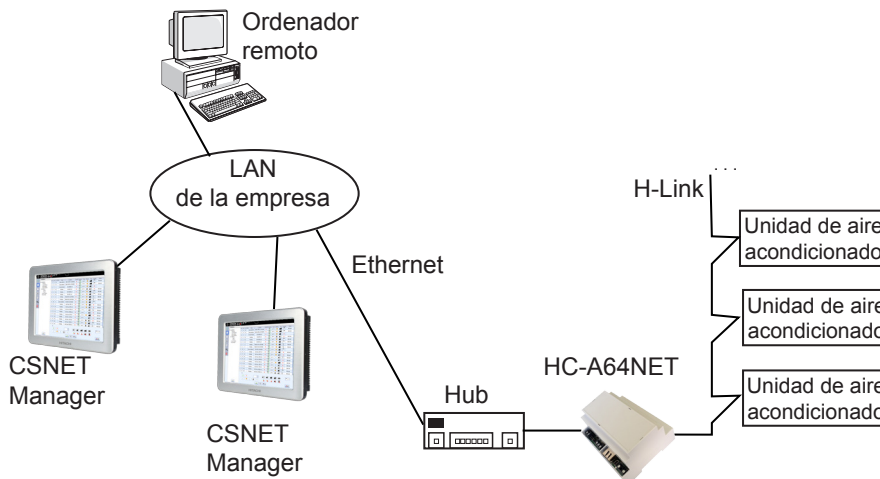 Ordenador
remoto
LAN
de la empresa
. . .
H-Link
Unidad de aire
acondicionado
Ethernet
Unidad de aire
acondicionado
CSNET
Manager
HC-A64NET
Hub
Unidad de aire
acondicionado
CSNET
Manager